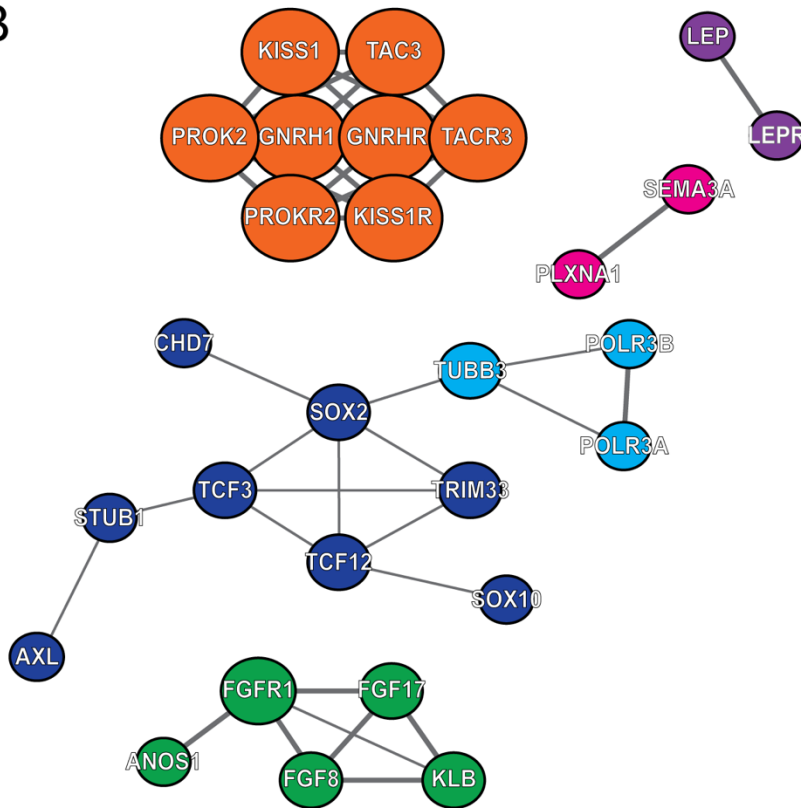 B
KISS1
TAC3
LEP
PROK2
GNRH1
GNRHR
TACR3
LEPR
SEMA3A
PROKR2
KISS1R
PLXNA1
CHD7
TUBB3
POLR3B
SOX2
POLR3A
TCF3
TRIM33
STUB1
TCF12
SOX10
AXL
FGFR1
FGF17
ANOS1
FGF8
KLB